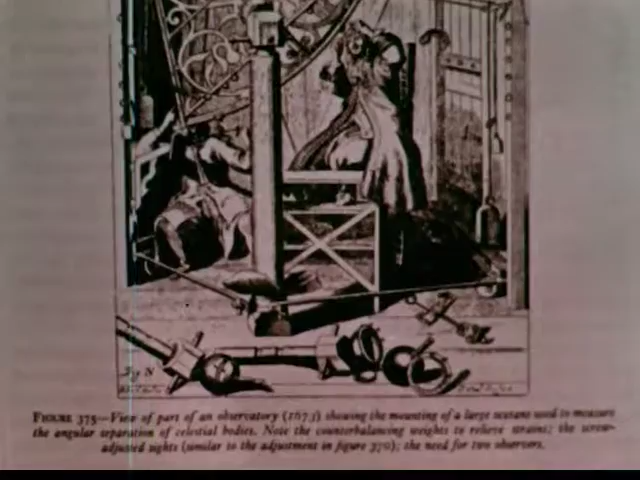 Fig N
FIGURE 375—View of part of an observatory (1673) showing the mounting of a large sextant used to measure
the angular separation of celestial bodies. Note the counterbalancing weights to relieve strains; the screw-
adjusted sights (similar to the adjustment in figure 370); the need for two observers.